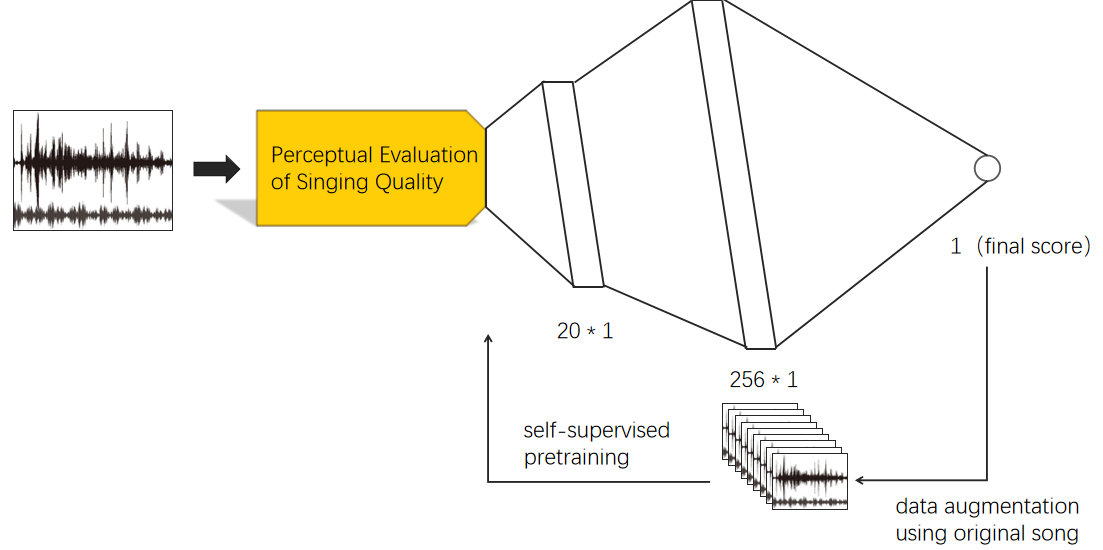 Perceptual Evaluation
of Singing Quality
1（final score）
20 * 1
256 * 1
self-supervised
pretraining
data augmentation
using original song